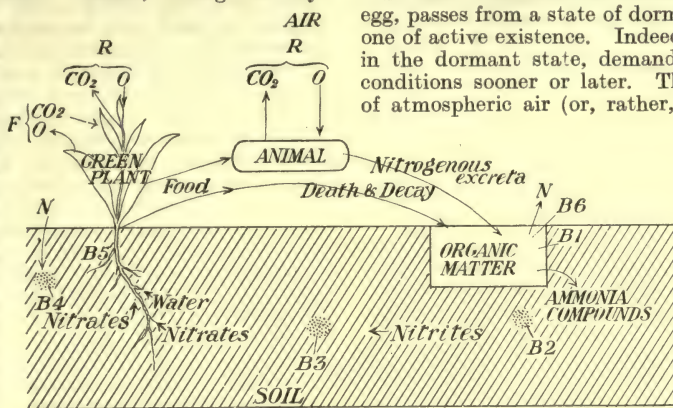 egg, passes from a state of dorm
one of active existence. Indeed
in the dormant state, demand
conditions sooner or later. Th
of atmospheric air (or, rather,
AIR
R
R
CO2 O
CO2 O
F { CO2
O
GREEN
PLANT
ANIMAL
Food
Nitrogenous
excreta
Death & Decay
N
N
B6
B5
B1
ORGANIC
MATTER
B4
Water
AMMONIA
COMPOUNDS
Nitrates
Nitrates
Nitrites
B3
B2
SOIL